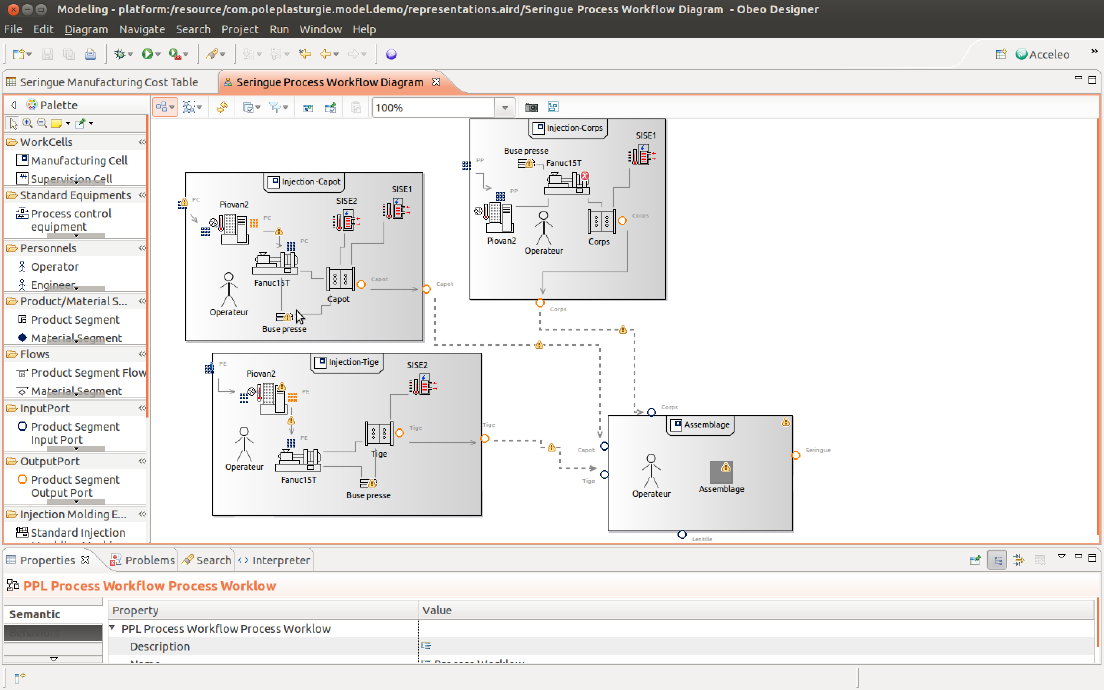 Modeling - platform:/resource/com.poleplasturgie.model.demo/representations.aird/Seringue Process Workflow Diagram - Obeo Designer
File Edit Diagram Navigate Search Project Run Window Help
Acceleo
Seringue Manufacturing Cost Table
Seringue Process Workflow Diagram
Palette
100%
WorkCells
Manufacturing Cell
Supervision Cell
Standard Equipments
Process control
equipment
Personnels
Operator
Engineer
Product/Material S...
Product Segment
Material Segment
Flows
Product Segment Flow
Material Segment
InputPort
Product Segment
Input Port
OutputPort
Product Segment
Output Port
Injection Molding E...
Standard Injection
Injection-Capot
PC
Piovan2
PC
SISE2
SISE1
PC
Fanuc15T
Operateur
Capot
Capot
Capot
Buse presse
Injection-Corps
SISE1
PP
Buse presse
Fanuc15T
PP
Piovan2
Operateur
Corps
Corps
Corps
Injection-Tige
PE
Piovan2
PE
SISE2
PE
Operateur
Fanuc15T
Tige
Tige
Tige
Buse presse
Corps
Assemblage
Capot
Tige
Operateur
Assemblage
Seringue
Properties
Problems
Search
Interpreter
PPL Process Workflow Process Worklow
Semantic
Property Value
PPL Process Workflow Process Worklow
Description